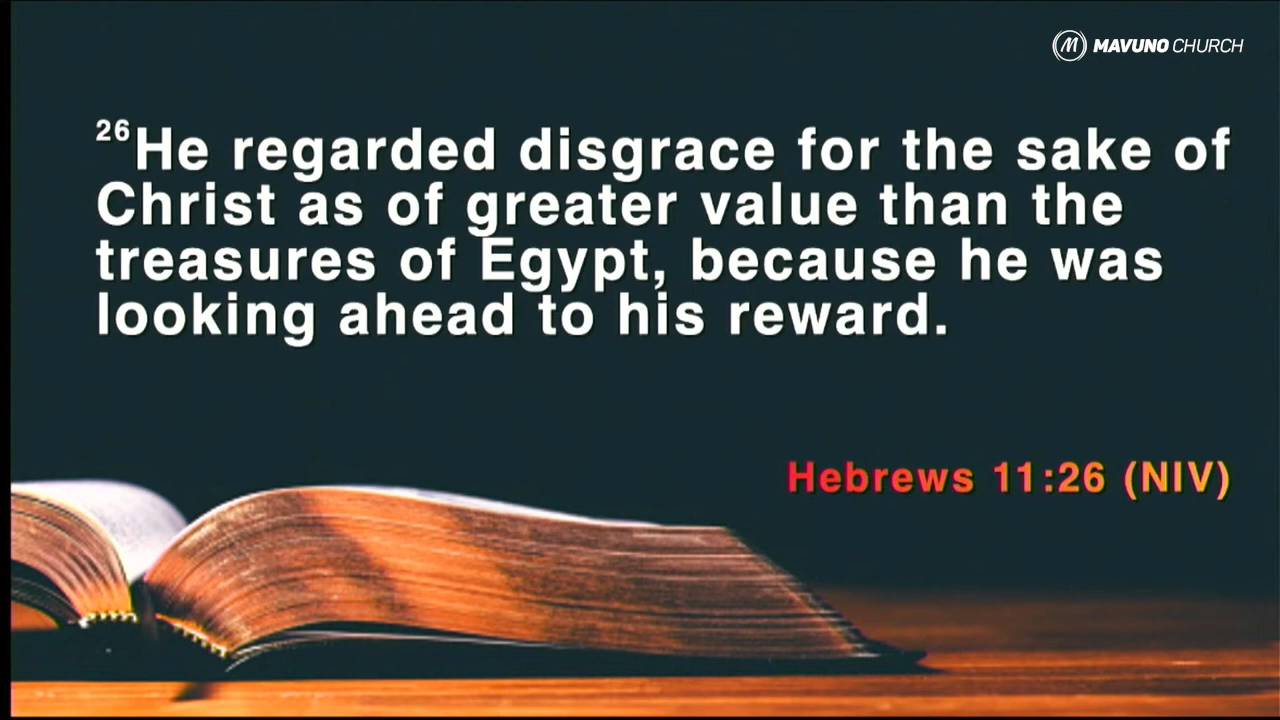 MAVUNO CHURCH
26He regarded disgrace for the sake of
Christ as of greater value than the
treasures of Egypt, because he was
looking ahead to his reward.
Hebrews 11:26 (NIV)